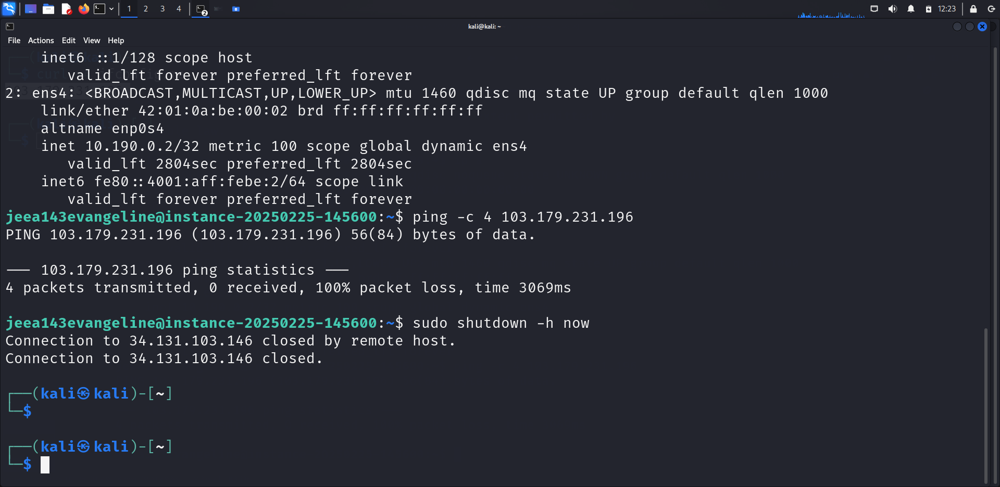 1 2 3 4 2 12:23
kali@kali: ~
File Actions Edit View Help
inet6 ::1/128 scope host
valid_lft forever preferred_lft forever
2: ens4: <BROADCAST,MULTICAST,UP,LOWER_UP> mtu 1460 qdisc mq state UP group default qlen 1000
link/ether 42:01:0a:be:00:02 brd ff:ff:ff:ff:ff:ff
altname enp0s4
inet 10.190.0.2/32 metric 100 scope global dynamic ens4
valid_lft 2804sec preferred_lft 2804sec
inet6 fe80::4001:aff:febe:2/64 scope link
valid_lft forever preferred_lft forever
jeea143evangeline@instance-20250225-145600:~$ ping -c 4 103.179.231.196
PING 103.179.231.196 (103.179.231.196) 56(84) bytes of data.
--- 103.179.231.196 ping statistics ---
4 packets transmitted, 0 received, 100% packet loss, time 3069ms
jeea143evangeline@instance-20250225-145600:~$ sudo shutdown -h now
Connection to 34.131.103.146 closed by remote host.
Connection to 34.131.103.146 closed.
┌──(kali㉿kali)-[~]
└─$
┌──(kali㉿kali)-[~]
└─$